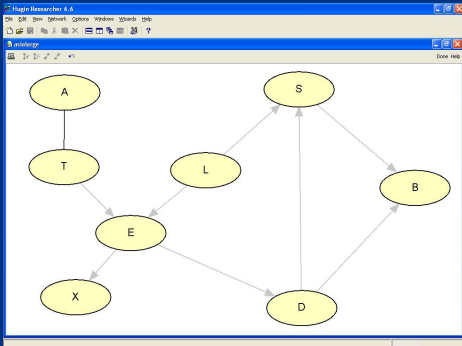 Hugin Researcher 6.6
File Edit View Network Options Windows Wizards Help
asialarge
Done Help
A
S
T
L
B
E
X
D